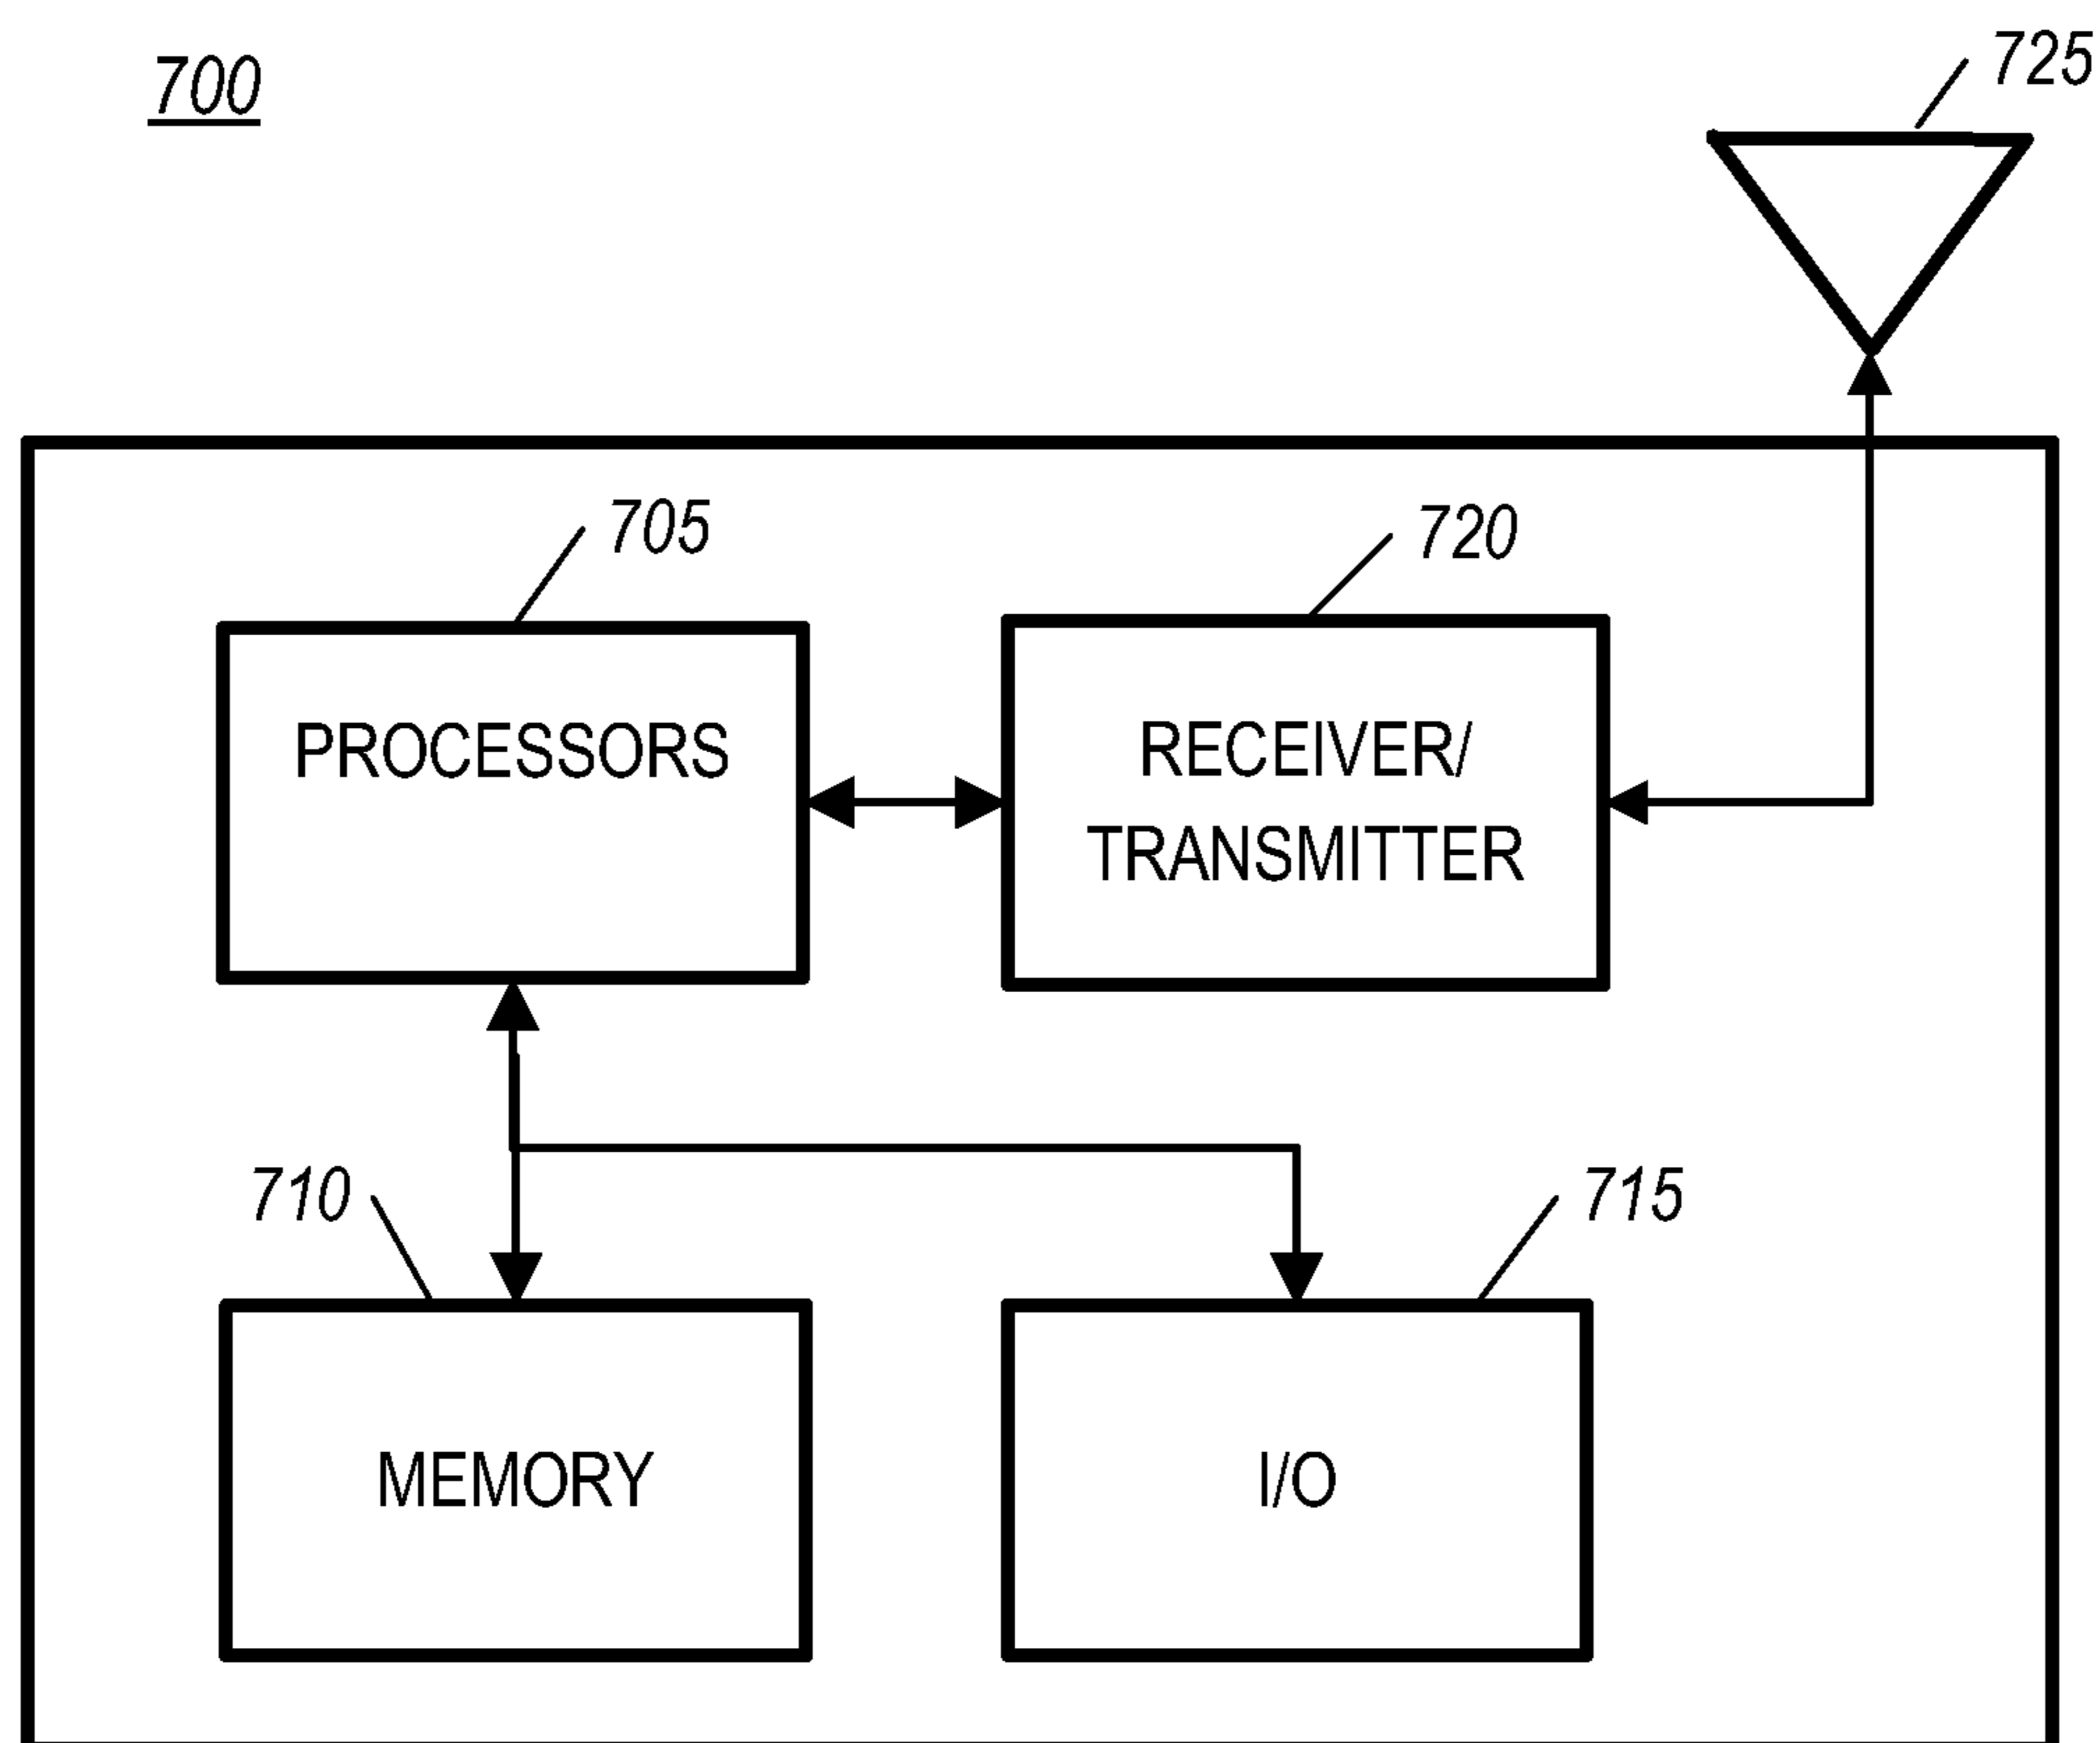 700
725
705
720
PROCESSORS
RECEIVER/
TRANSMITTER
710
715
MEMORY
I/O